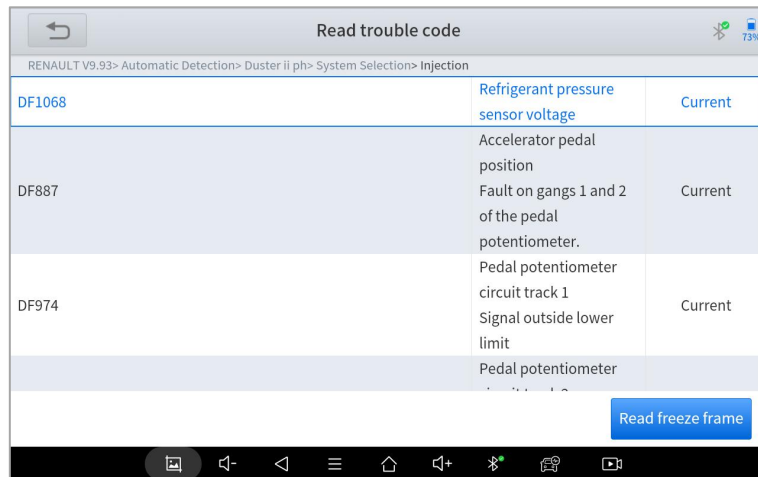 Read trouble code
73%
RENAULT V9.93> Automatic Detection> Duster ii ph> System Selection> Injection
DF1068
Refrigerant pressure
sensor voltage
Current
DF887
Accelerator pedal
position
Fault on gangs 1 and 2
of the pedal
potentiometer.
Current
DF974
Pedal potentiometer
circuit track 1
Signal outside lower
limit
Current
Pedal potentiometer
Read freeze frame